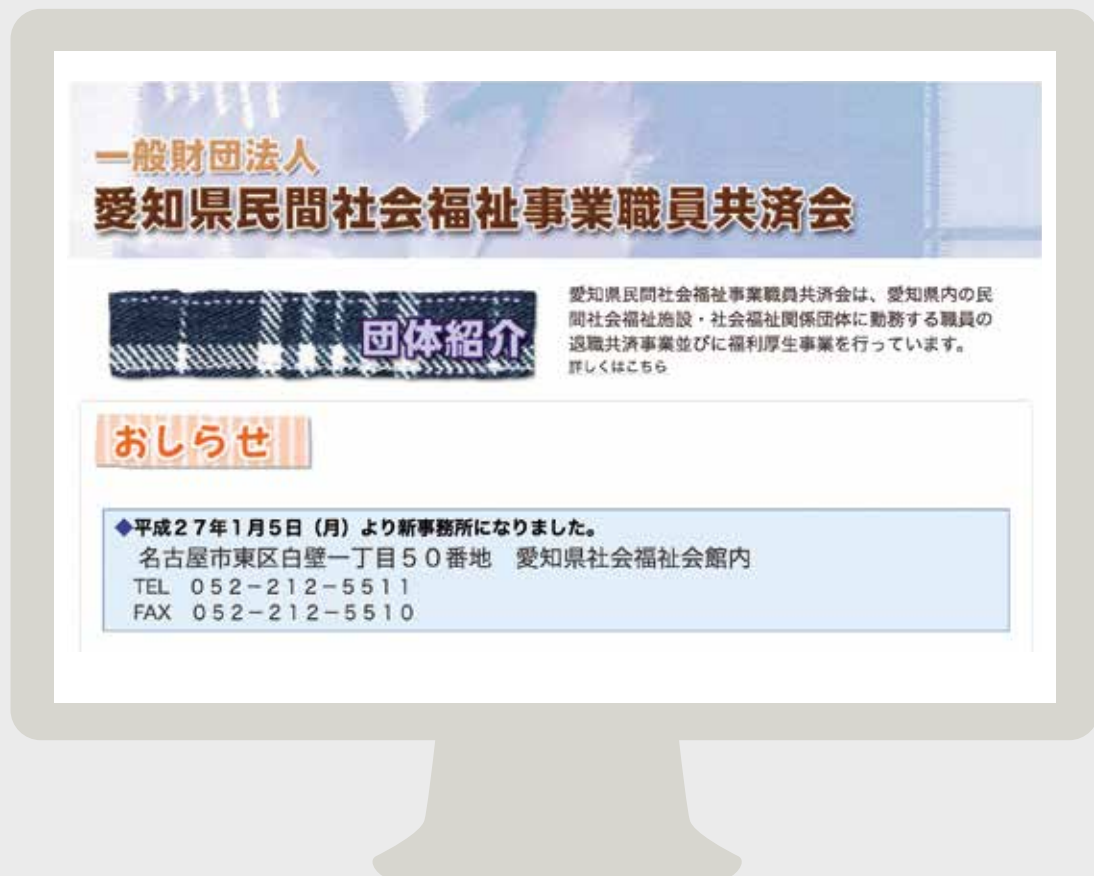 一般財団法人
愛知県民間社会福祉事業職員共済会
団体紹介
愛知県民間社会福祉事業職員共済会は、愛知県内の民
間社会福祉施設・社会福祉関係団体に勤務する職員の
退職共済事業並びに福利厚生事業を行っています。
詳しくはこちら
おしらせ
◆平成２７年１月５日（月）より新事務所になりました。
名古屋市東区白壁一丁目５０番地　愛知県社会福祉会館内
TEL　０５２－２１２－５５１１
FAX　０５２－２１２－５５１０